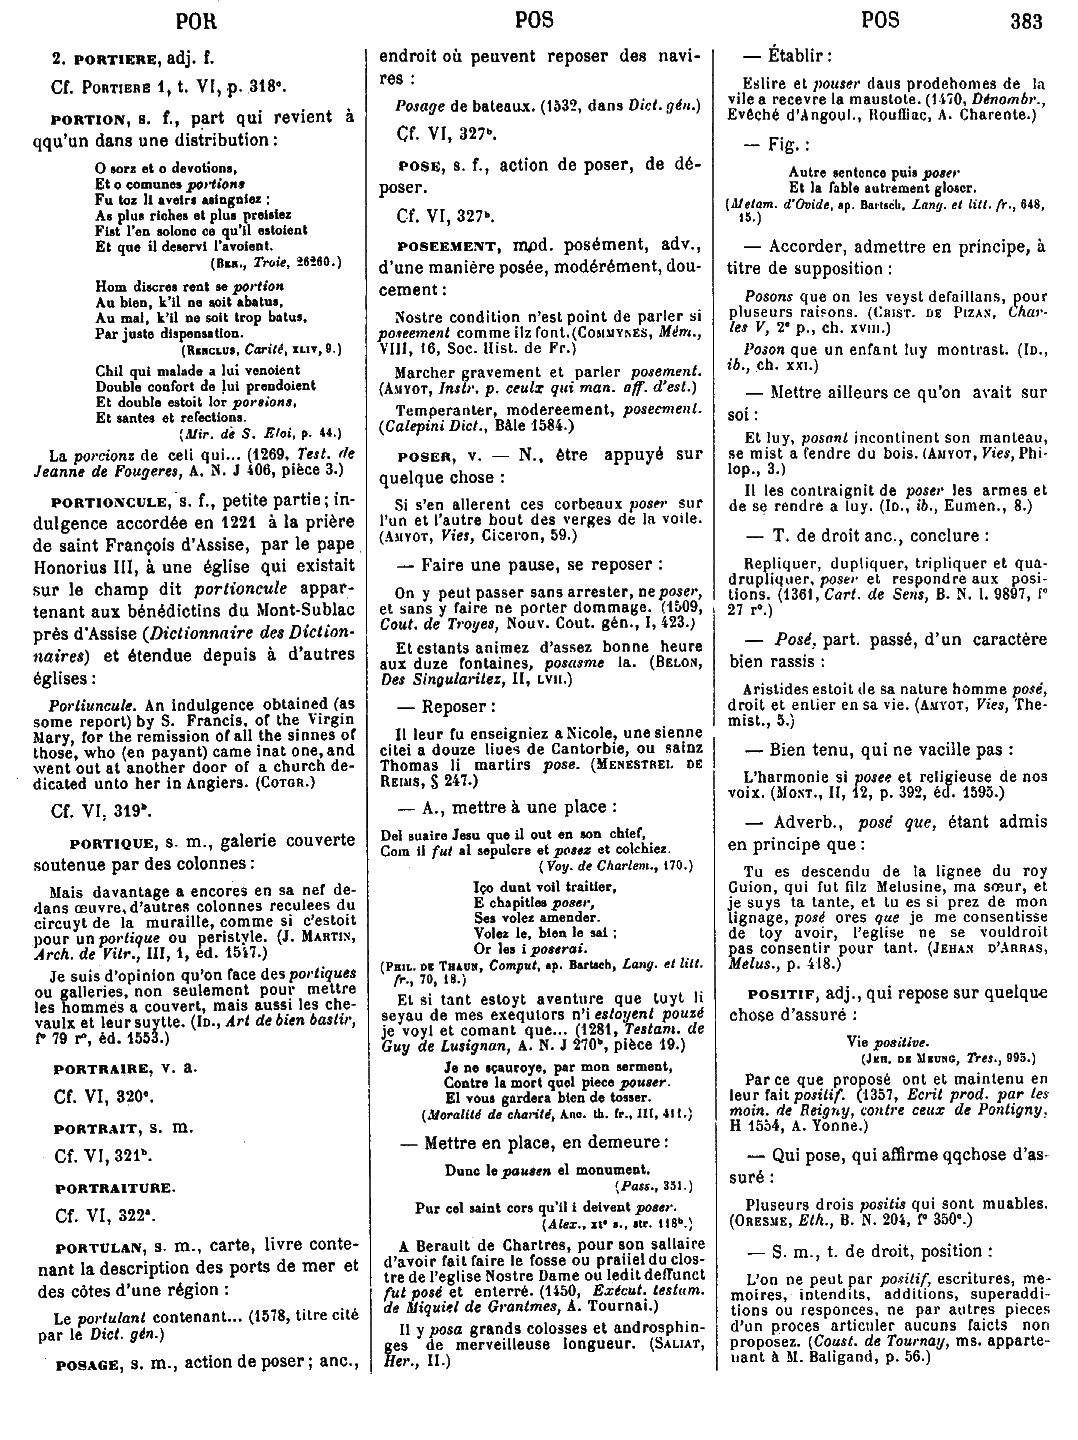 POR
POS
POS
383
2. PORTIERE, adj. f.
Cf. PORTIERE 1, t. VI, p. 318ᶜ.
PORTION, s. f., part qui revient à
qqu'un dans une distribution :
O sorz et o devotions,
Et o comunes portions
Fu toz li aveirs asingniez ;
As plus riches et plus preisiez
Fist l'en solonc ce qu'il estoient
Et que il deservi l'avoient.
(BEN., Troie, 26260.)
Hom discres rent se portion
Au bien, k'il ne soit abatus,
Au mal, k'il ne soit trop batus,
Par juste dispensation.
(RENCLUS, Carité, XLIV, 9.)
Chil qui malade a lui venoient
Double confort de lui prendoient
Et double estoit lor porsions,
Et santes et refections.
(Mir. de S. Eloi, p. 44.)
La porcionz de celi qui... (1269, Test. de
Jeanne de Fougeres, A. N. J 406, pièce 3.)
PORTIONCULE, s. f., petite partie ; in-
dulgence accordée en 1221 à la prière
de saint François d'Assise, par le pape
Honorius III, à une église qui existait
sur le champ dit portioncule appar-
tenant aux bénédictins du Mont-Sublac
près d'Assise (Dictionnaire des Diction-
naires) et étendue depuis à d'autres
églises :
Portiuncule. An indulgence obtained (as
some report) by S. Francis, of the Virgin
Mary, for the remission of all the sinnes of
those, who (en payant) came in at one, and
went out at another door of a church de-
dicated unto her in Angiers. (COTGR.)
Cf. VI, 319ᵇ.
PORTIQUE, s. m., galerie couverte
soutenue par des colonnes :
Mais davantage a encores en sa nef de-
dans œuvre, d'autres colonnes reculees du
circuyt de la muraille, comme si c'estoit
pour un portique ou peristyle. (J. MARTIN,
Arch. de Vitr., III, 1, éd. 1547.)
Je suis d'opinion qu'on face des portiques
ou galleries, non seulement pour mettre
les hommes a couvert, mais aussi les che-
vaulx et leur suytte. (ID., Art de bien bastir,
fº 79 rº, éd. 1553.)
PORTRAIRE, v. a.
Cf. VI, 320ᶜ.
PORTRAIT, s. m.
Cf. VI, 321ᵇ.
PORTRAITURE.
Cf. VI, 322ᵃ.
PORTULAN, s. m., carte, livre conte-
nant la description des ports de mer et
des côtes d'une région :
Le portulant contenant... (1578, titre cité
par le Dict. gén.)
POSAGE, s. m., action de poser ; anc.,
endroit où peuvent reposer des navi-
res :
Posage de bateaux. (1532, dans Dict. gén.)
Cf. VI, 327ᵇ.
POSE, s. f., action de poser, de dé-
poser.
Cf. VI, 327ᵇ.
POSEEMENT, mod. posément, adv.,
d'une manière posée, modérément, dou-
cement :
Nostre condition n'est point de parler si
poseement comme ilz font. (COMMYNES, Mém.,
VIII, 16, Soc. Hist. de Fr.)
Marcher gravement et parler posement.
(AMYOT, Instr. p. ceulx qui man. aff. d'est.)
Temperanter, modereement, poseement.
(Calepini Dict., Bâle 1584.)
POSER, v. — N., être appuyé sur
quelque chose :
Si s'en allerent ces corbeaux poser sur
l'un et l'autre bout des verges de la voile.
(AMYOT, Vies, Ciceron, 59.)
— Faire une pause, se reposer :
On y peut passer sans arrester, ne poser,
et sans y faire ne porter dommage. (1509,
Cout. de Troyes, Nouv. Cout. gén., I, 423.)
Et estants animez d'assez bonne heure
aux duze fontaines, posasme la. (BELON,
Des Singularitez, II, LVII.)
— Reposer :
Il leur fu enseigniez a Nicole, une sienne
citei a douze liues de Cantorbie, ou sainz
Thomas li martirs pose. (MENESTREL DE
REIMS, § 247.)
— A., mettre à une place :
Del suaire Jesu que il out en son chief,
Com il fut al sepulcre et posez et colchiez.
(Voy. de Charlem., 170.)
Iço dunt voil traitier,
E chapitles poser,
Ses volez amender.
Volez le, bien le sai ;
Or les i poserai.
(PHIL. DE THAUN, Comput, ap. Bartsch, Lang. et litt.
fr., 70, 18.)
Et si tant estoyt aventure que tuyt li
seyau de mes exequtors n'i estoyent pouzé
je voyl et comant que... (1281, Testam. de
Guy de Lusignan, A. N. J 270ᵇ, pièce 19.)
Je ne sçauroye, par mon serment,
Contre la mort quel piece pouser.
El vous gardera bien de tosser.
(Moralité de charité, Anc. th. fr., III, 411.)
— Mettre en place, en demeure :
Dunc le pausen el monument.
(Pass., 351.)
Pur cel saint cors qu'il i deivent poser.
(Alex., XIᵉ s., str. 118ᵇ.)
A Berault de Chartres, pour son sallaire
d'avoir fait faire le fosse ou praiiel du clos-
tre de l'eglise Nostre Dame ou ledit deffunct
fut posé et enterré. (1450, Exécut. testam.
de Miquiel de Grantmes, A. Tournai.)
Il y posa grands colosses et androsphin-
ges de merveilleuse longueur. (SALIAT,
Her., II.)
— Établir :
Eslire et pouser daus prodehomes de la
vile a recevre la maustote. (1470, Dénombr.,
Evêché d'Angoul., Rouffiac, A. Charente.)
— Fig. :
Autre sentence puis poser
Et la fable autrement gloser.
(Metam. d'Ovide, ap. Bartsch, Lang. et litt. fr., 648,
15.)
— Accorder, admettre en principe, à
titre de supposition :
Posons que on les veyst defaillans, pour
pluseurs raisons. (CRIST. DE PIZAN, Char-
les V, 2ᵉ p., ch. XVIII.)
Poson que un enfant luy montrast. (ID.,
ib., ch. XXI.)
— Mettre ailleurs ce qu'on avait sur
soi :
Et luy, posant incontinent son manteau,
se mist a fendre du bois. (AMYOT, Vies, Phi-
lop., 3.)
Il les contraignit de poser les armes et
de se rendre a luy. (ID., ib., Eumen., 8.)
— T. de droit anc., conclure :
Repliquer, dupliquer, tripliquer et qua-
drupliquer, poser et respondre aux posi-
tions. (1361, Cart. de Sens, B. N. l. 9897, fº
27 rº.)
— Posé, part. passé, d'un caractère
bien rassis :
Aristides estoit de sa nature homme posé,
droit et entier en sa vie. (AMYOT, Vies, The-
mist., 5.)
— Bien tenu, qui ne vacille pas :
L'harmonie si posee et religieuse de nos
voix. (MONT., II, 12, p. 392, éd. 1595.)
— Adverb., posé que, étant admis
en principe que :
Tu es descendu de la lignee du roy
Guion, qui fut filz Melusine, ma sœur, et
je suys ta tante, et tu es si prez de mon
lignage, posé ores que je me consentisse
de toy avoir, l'eglise ne se vouldroit
pas consentir pour tant. (JEHAN D'ARRAS,
Melus., p. 418.)
POSITIF, adj., qui repose sur quelque
chose d'assuré :
Vie positive.
(JEH. DE MEUNG, Tres., 995.)
Par ce que proposé ont et maintenu en
leur fait positif. (1357, Ecrit prod. par les
moin. de Reigny, contre ceux de Pontigny,
H 1554, A. Yonne.)
— Qui pose, qui affirme qqchose d'as-
suré :
Pluseurs drois positis qui sont muables.
(ORESME, Eth., B. N. 204, fº 350ᶜ.)
— S. m., t. de droit, position :
L'on ne peut par positif, escritures, me-
moires, intendits, additions, superaddi-
tions ou responces, ne par autres pieces
d'un proces articuler aucuns faicts non
proposez. (Coust. de Tournay, ms. apparte-
nant à M. Baligand, p. 56.)